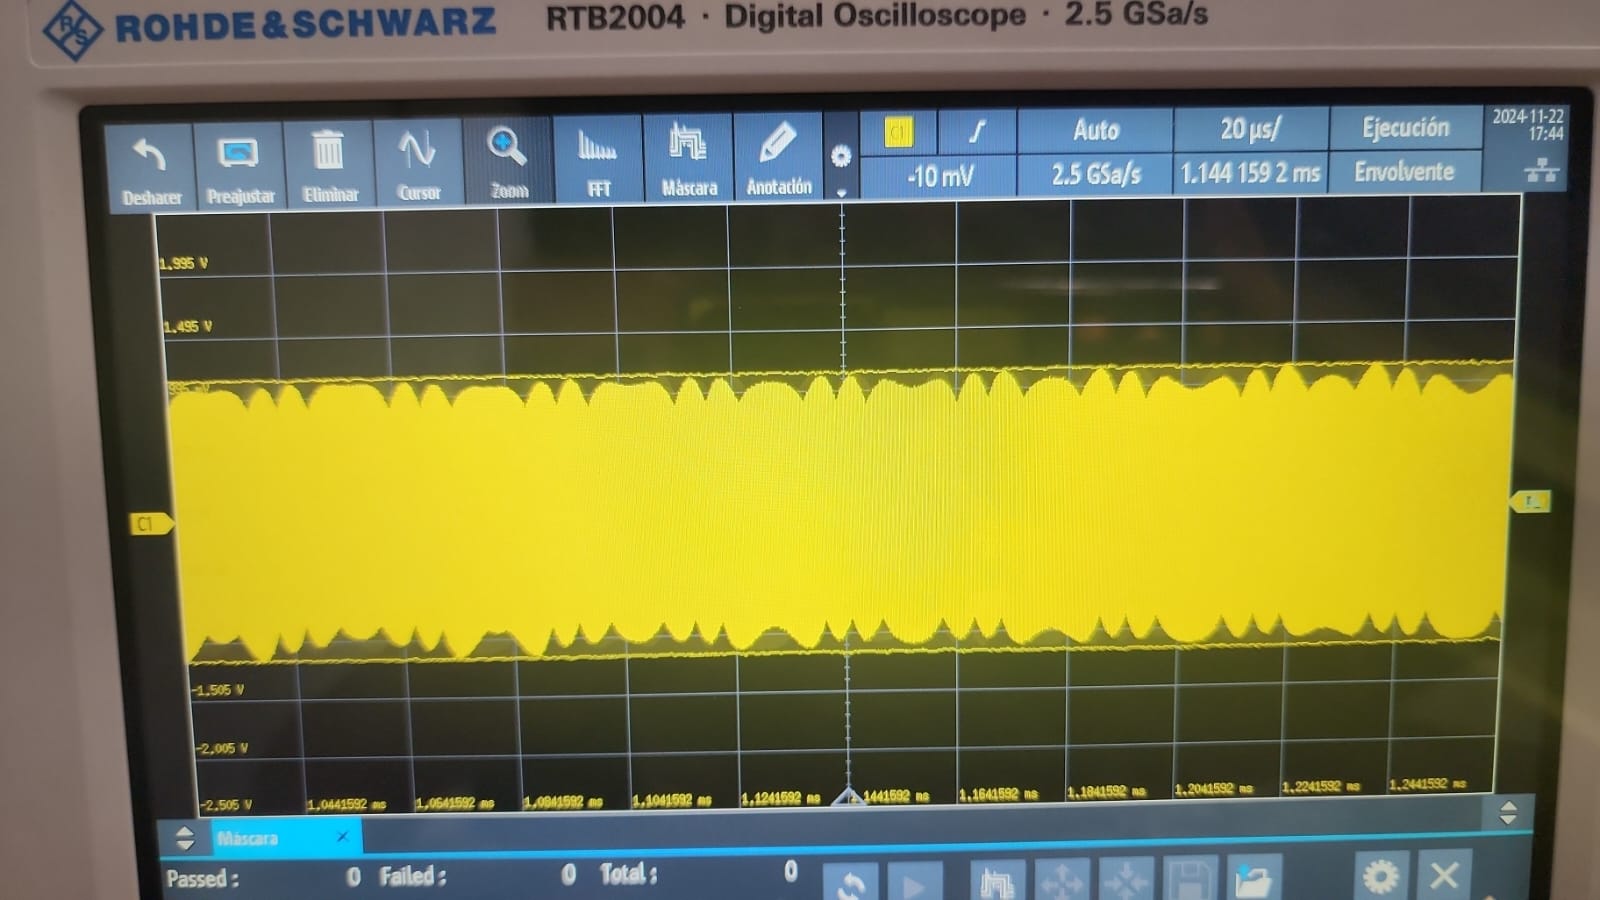 ROHDE & SCHWARZ RTB2004 · Digital Oscilloscope · 2.5 GSa/s
Deshacer Preajustar Eliminar Cursor Zoom FFT Máscara Anotación
C1 Auto 20 µs/ Ejecución 2024-11-22
17:44
-10 mV 2.5 GSa/s 1.144 159 2 ms Envolvente
1.995 V
1.495 V
C1
-1.505 V
-2.005 V
-2.505 V 1.0441592 ms 1.0641592 ms 1.0841592 ms 1.1041592 ms 1.1241592 ms 1.1441592 ms 1.1641592 ms 1.1841592 ms 1.2041592 ms 1.2241592 ms 1.2441592 ms
Máscara
Passed : 0 Failed : 0 Total : 0